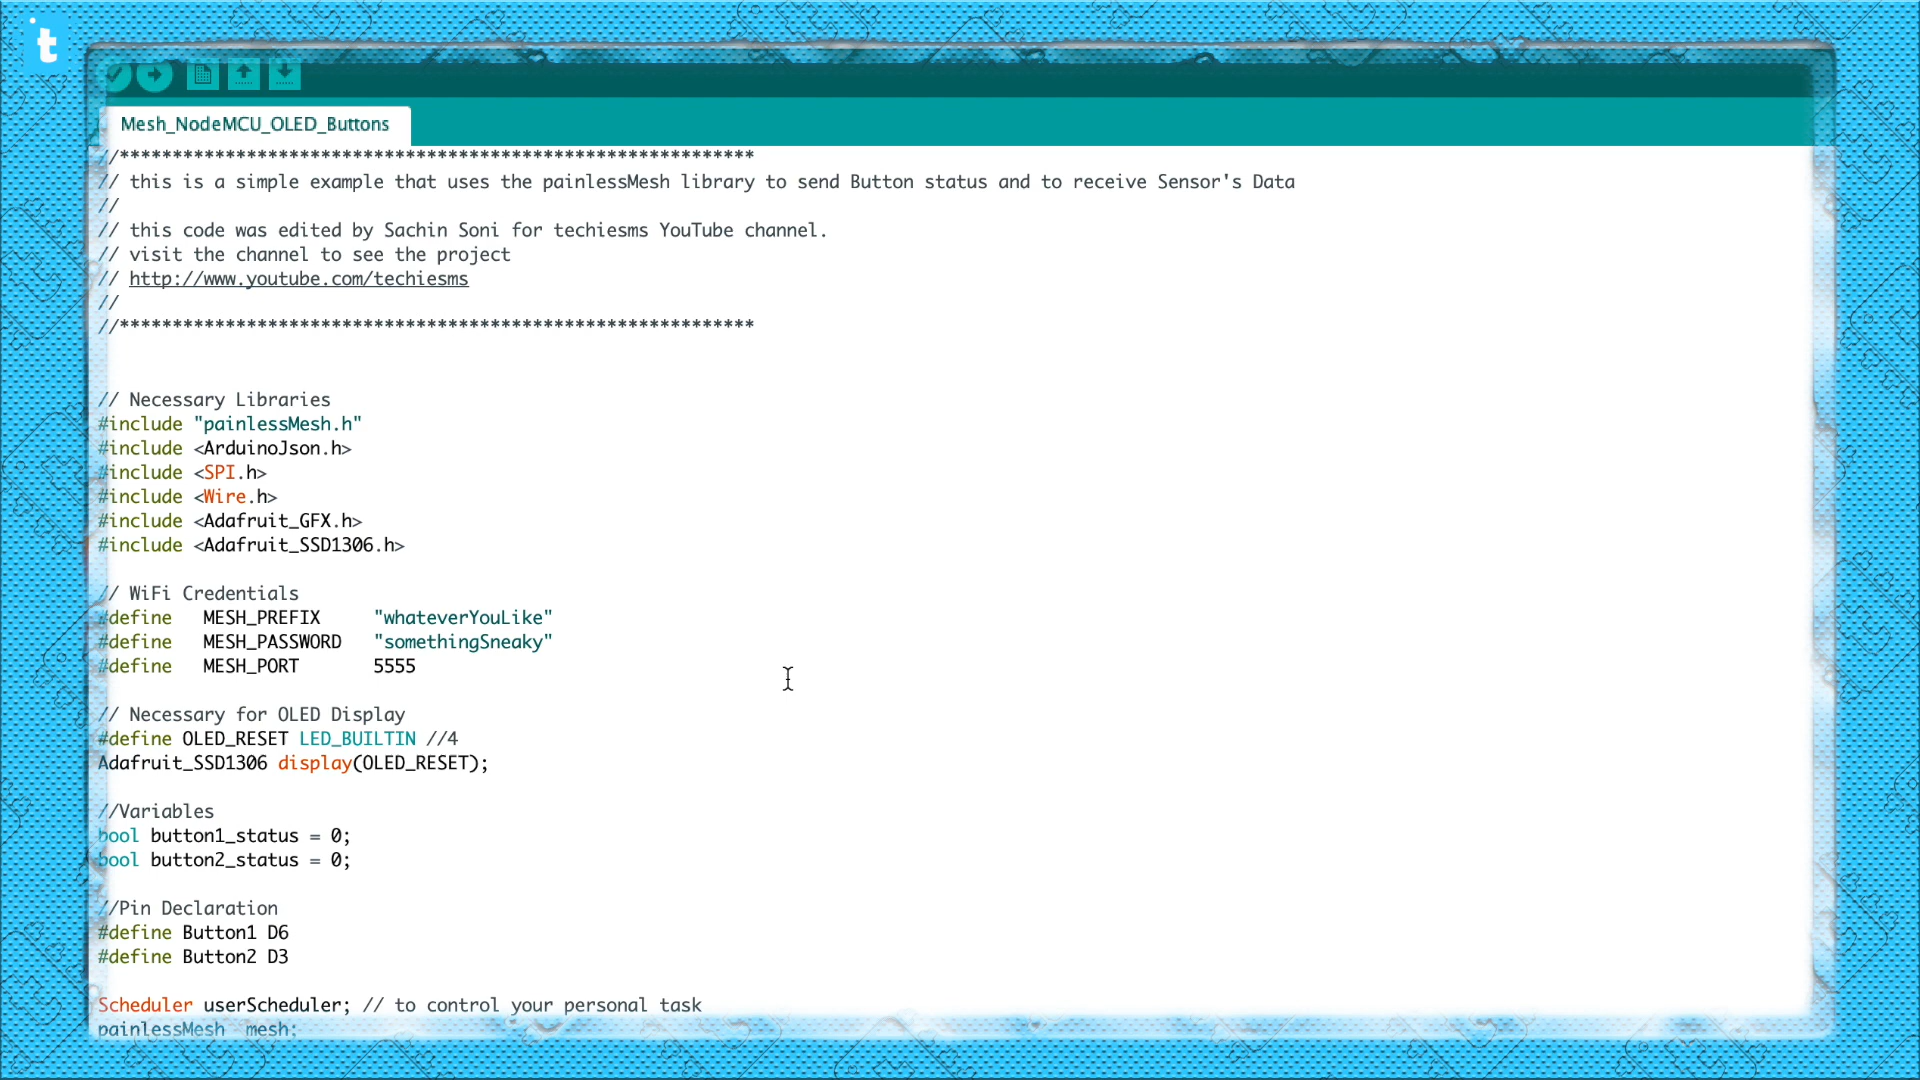 t
Mesh_NodeMCU_OLED_Buttons
//************************************************************
// this is a simple example that uses the painlessMesh library to send Button status and to receive Sensor's Data
//
// this code was edited by Sachin Soni for techiesms YouTube channel.
// visit the channel to see the project
// http://www.youtube.com/techiesms
//
//************************************************************
// Necessary Libraries
#include "painlessMesh.h"
#include <ArduinoJson.h>
#include <SPI.h>
#include <Wire.h>
#include <Adafruit_GFX.h>
#include <Adafruit_SSD1306.h>
// WiFi Credentials
#define   MESH_PREFIX     "whateverYouLike"
#define   MESH_PASSWORD   "somethingSneaky"
#define   MESH_PORT       5555
// Necessary for OLED Display
#define OLED_RESET LED_BUILTIN //4
Adafruit_SSD1306 display(OLED_RESET);
//Variables
bool button1_status = 0;
bool button2_status = 0;
//Pin Declaration
#define Button1 D6
#define Button2 D3
Scheduler userScheduler; // to control your personal task
painlessMesh  mesh;